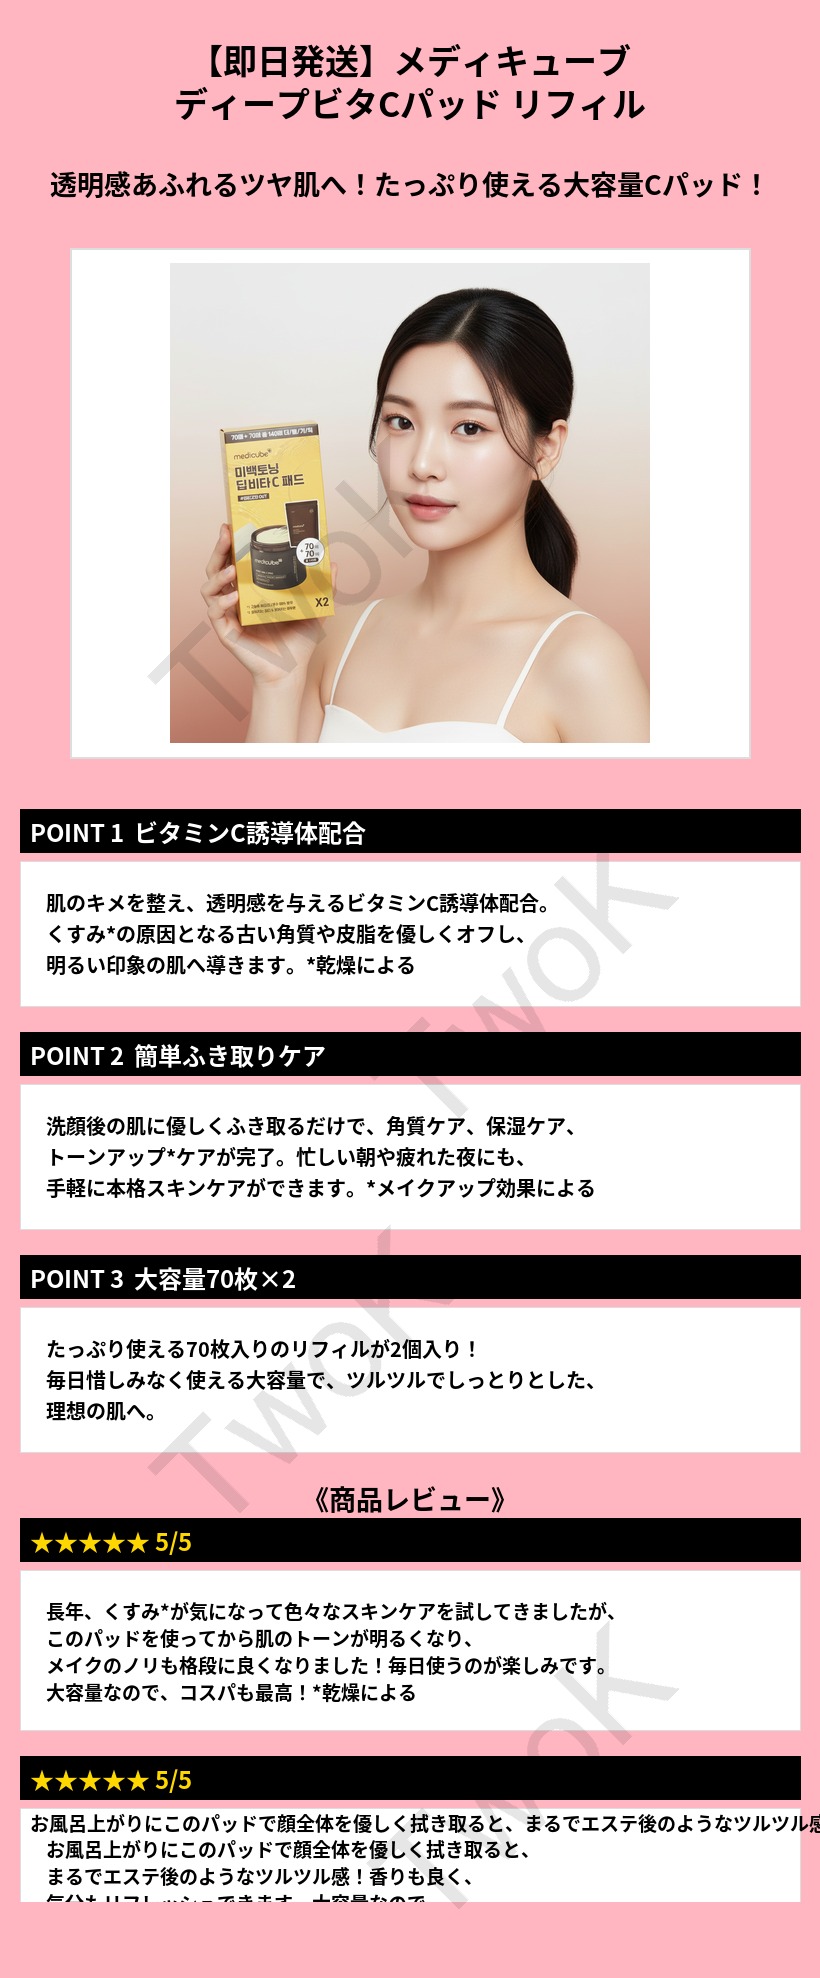 【即日発送】メディキューブ
ディープビタCパッド リフィル
透明感あふれるツヤ肌へ！たっぷり使える大容量Cパッド！
medicube
미백토닝
딥비타C 패드
medicube
70
70
X2
TwoK
POINT 1 ビタミンC誘導体配合
肌のキメを整え、透明感を与えるビタミンC誘導体配合。
くすみ*の原因となる古い角質や皮脂を優しくオフし、
明るい印象の肌へ導きます。*乾燥による
TwoK
POINT 2 簡単ふき取りケア
洗顔後の肌に優しくふき取るだけで、角質ケア、保湿ケア、
トーンアップ*ケアが完了。忙しい朝や疲れた夜にも、
手軽に本格スキンケアができます。*メイクアップ効果による
POINT 3 大容量70枚×2
たっぷり使える70枚入りのリフィルが2個入り！
毎日惜しみなく使える大容量で、ツルツルでしっとりとした、
理想の肌へ。
TwoK
《商品レビュー》
★★★★★ 5/5
長年、くすみ*が気になって色々なスキンケアを試してきましたが、
このパッドを使ってから肌のトーンが明るくなり、
メイクのノリも格段に良くなりました！毎日使うのが楽しみです。
大容量なので、コスパも最高！*乾燥による
TwoK
★★★★★ 5/5
お風呂上がりにこのパッドで顔全体を優しく拭き取ると、まるでエステ後のようなツルツル感
お風呂上がりにこのパッドで顔全体を優しく拭き取ると、
まるでエステ後のようなツルツル感！香りも良く、
気分もリフレッシュできます。大容量なので、